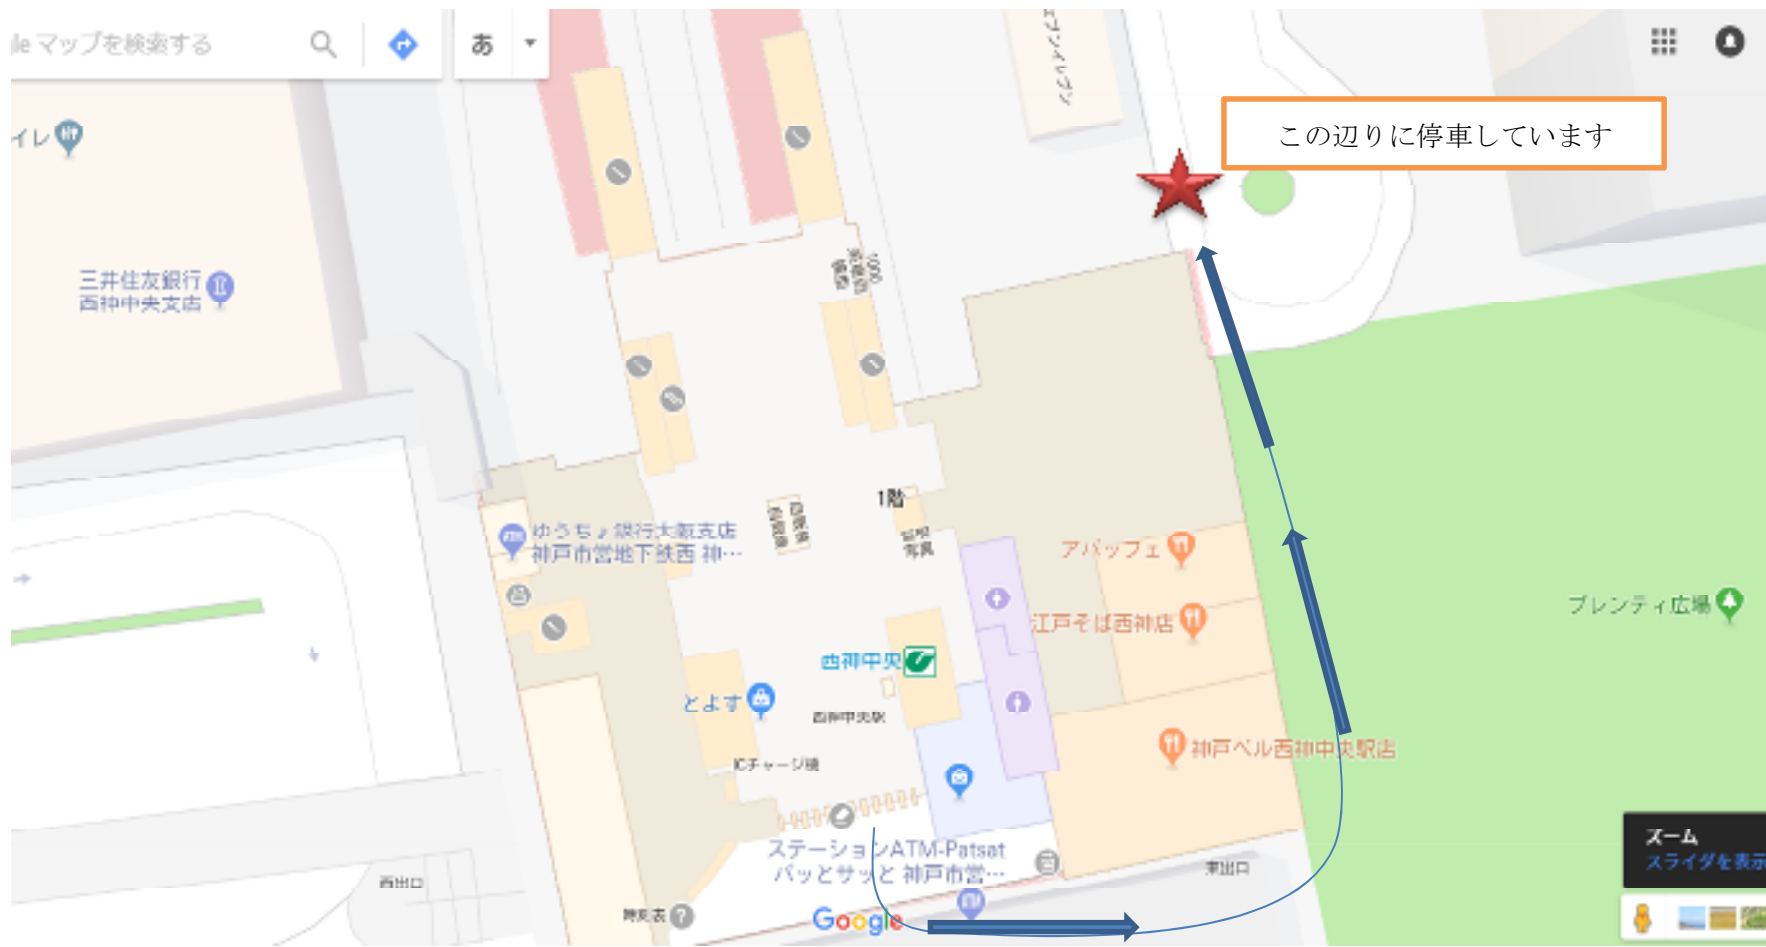 le マップを検索する
あ
イレ
この辺りに停車しています
三井住友銀行
西神中央支店
1階
ゆうちょ銀行大阪支店
神戸市営地下鉄西 神…
アパッフェ
江戸そば西神店
プレンティ広場
西神中央
とよす
西神中央駅
神戸ベル西神中央駅店
ICチャージ機
ステーションATM-Patsat
パッとサッと 神戸市営…
東出口
西出口
時刻表
Google
ズーム
スライダを表示